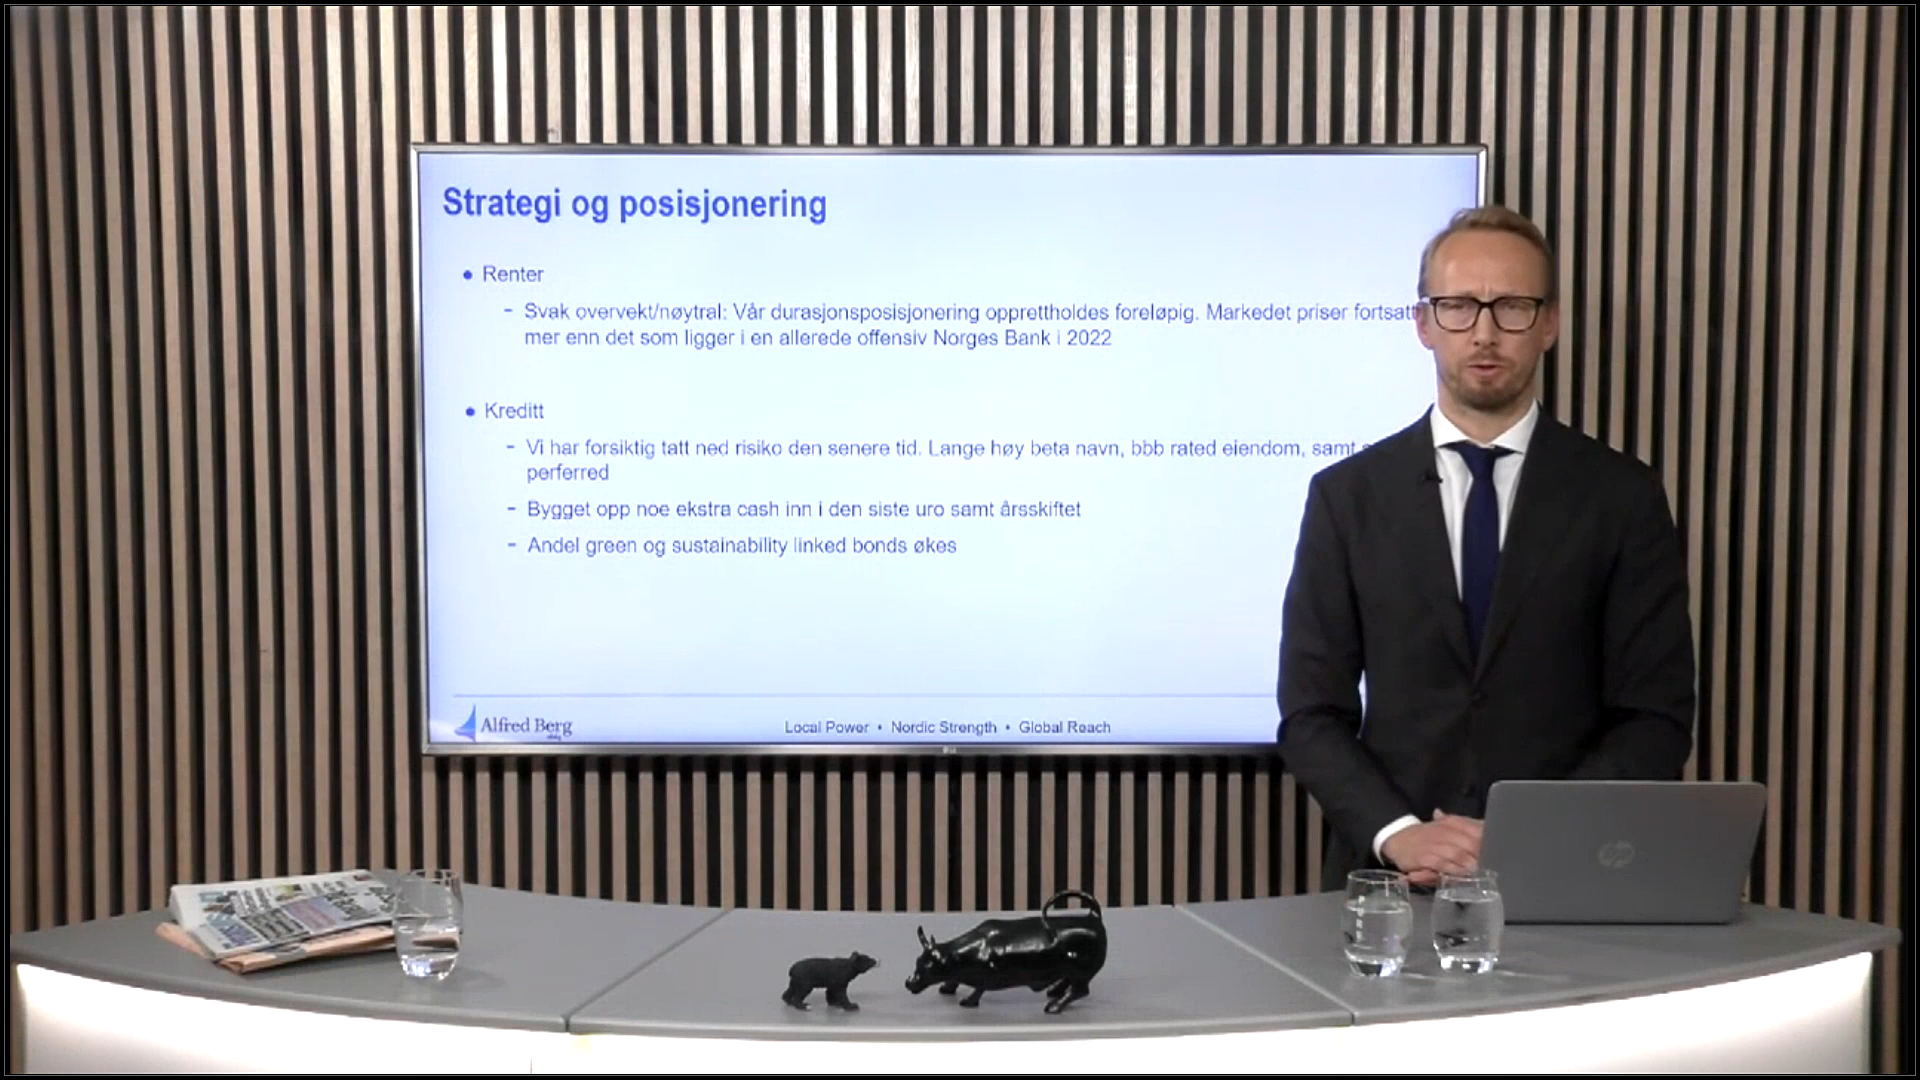 Strategi og posisjonering
• Renter
– Svak overvekt/nøytral: Vår durasjonsposisjonering opprettholdes foreløpig. Markedet priser fortsatt
mer enn det som ligger i en allerede offensiv Norges Bank i 2022
• Kreditt
– Vi har forsiktig tatt ned risiko den senere tid. Lange høy beta navn, bbb rated eiendom, samt
perferred
– Bygget opp noe ekstra cash inn i den siste uro samt årsskiftet
– Andel green og sustainability linked bonds økes
Alfred Berg
Local Power • Nordic Strength • Global Reach
hp